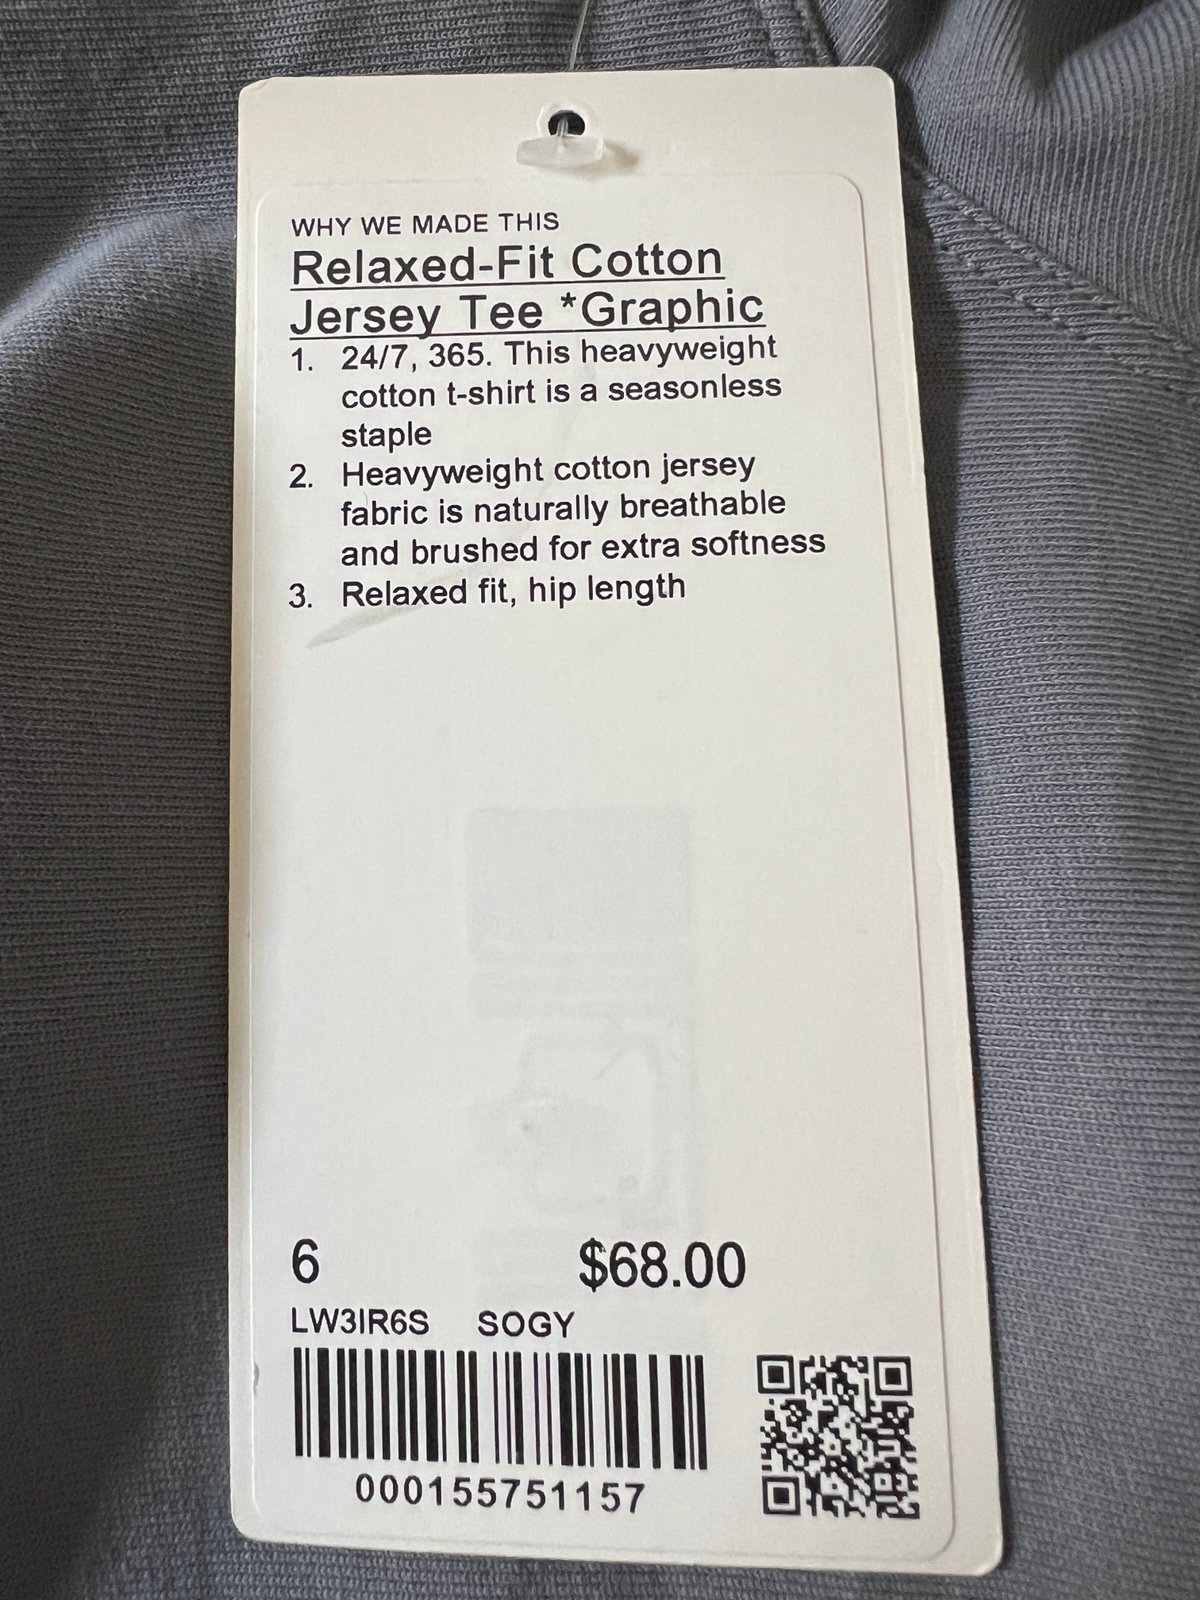 WHY WE MADE THIS
Relaxed-Fit Cotton
Jersey Tee *Graphic
1. 24/7, 365. This heavyweight
cotton t-shirt is a seasonless
staple
2. Heavyweight cotton jersey
fabric is naturally breathable
and brushed for extra softness
3. Relaxed fit, hip length
6 $68.00
LW3IR6S SOGY
000155751157